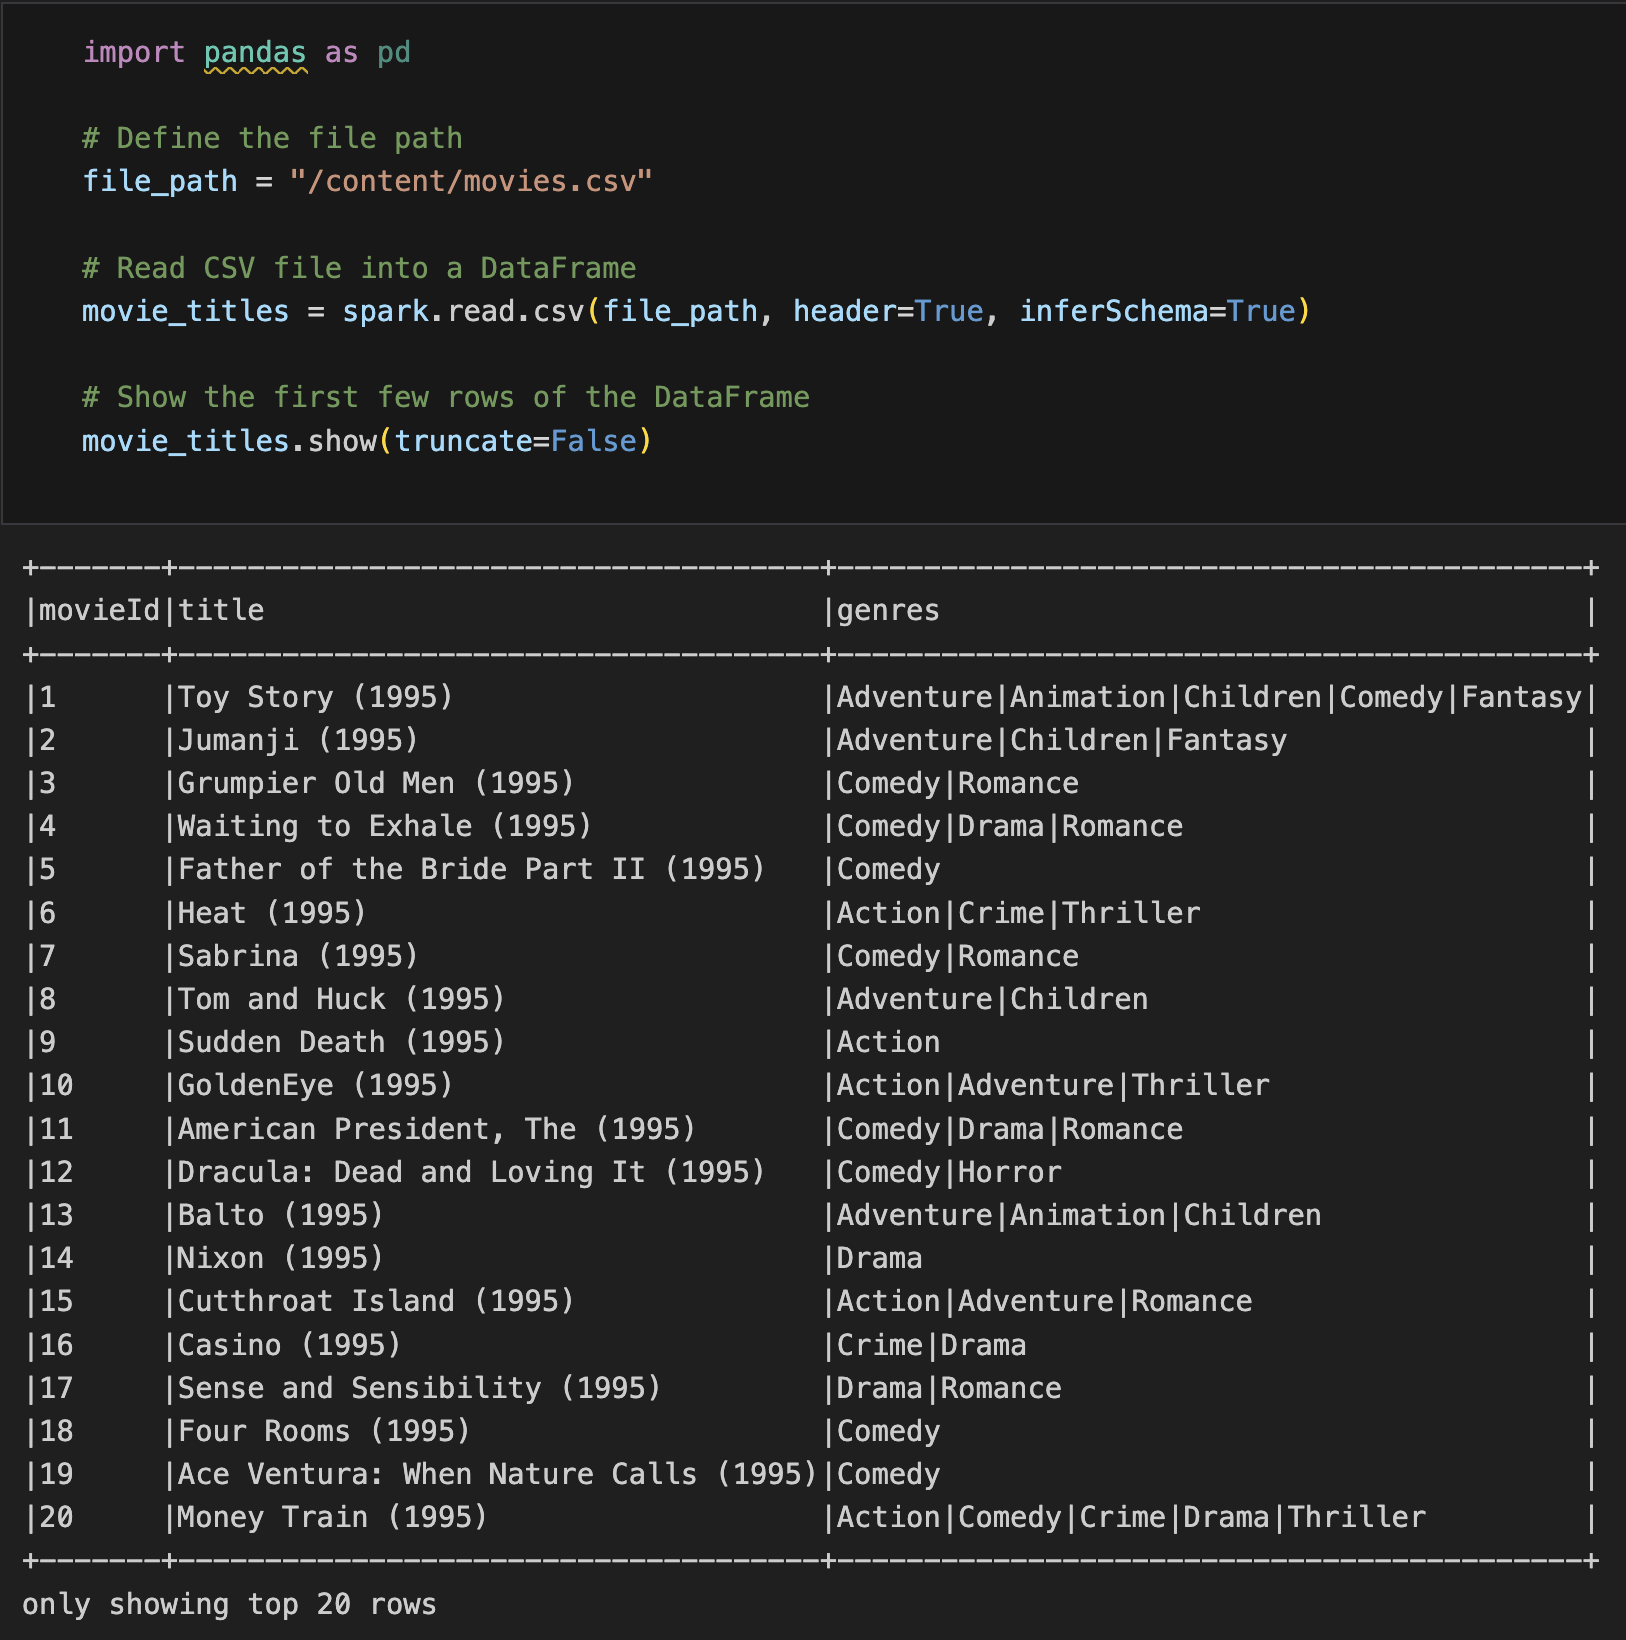 import pandas as pd
# Define the file path
file_path = "/content/movies.csv"
# Read CSV file into a DataFrame
movie_titles = spark.read.csv(file_path, header=True, inferSchema=True)
# Show the first few rows of the DataFrame
movie_titles.show(truncate=False)
+-------+-------------------------------------+-------------------------------------------+
|movieId|title                                |genres                                     |
+-------+-------------------------------------+-------------------------------------------+
|1      |Toy Story (1995)                     |Adventure|Animation|Children|Comedy|Fantasy|
|2      |Jumanji (1995)                       |Adventure|Children|Fantasy                 |
|3      |Grumpier Old Men (1995)              |Comedy|Romance                             |
|4      |Waiting to Exhale (1995)             |Comedy|Drama|Romance                       |
|5      |Father of the Bride Part II (1995)   |Comedy                                     |
|6      |Heat (1995)                          |Action|Crime|Thriller                      |
|7      |Sabrina (1995)                       |Comedy|Romance                             |
|8      |Tom and Huck (1995)                  |Adventure|Children                         |
|9      |Sudden Death (1995)                  |Action                                     |
|10     |GoldenEye (1995)                     |Action|Adventure|Thriller                  |
|11     |American President, The (1995)       |Comedy|Drama|Romance                       |
|12     |Dracula: Dead and Loving It (1995)   |Comedy|Horror                              |
|13     |Balto (1995)                         |Adventure|Animation|Children               |
|14     |Nixon (1995)                         |Drama                                      |
|15     |Cutthroat Island (1995)              |Action|Adventure|Romance                   |
|16     |Casino (1995)                        |Crime|Drama                                |
|17     |Sense and Sensibility (1995)         |Drama|Romance                              |
|18     |Four Rooms (1995)                    |Comedy                                     |
|19     |Ace Ventura: When Nature Calls (1995)|Comedy                                     |
|20     |Money Train (1995)                   |Action|Comedy|Crime|Drama|Thriller         |
+-------+-------------------------------------+-------------------------------------------+
only showing top 20 rows